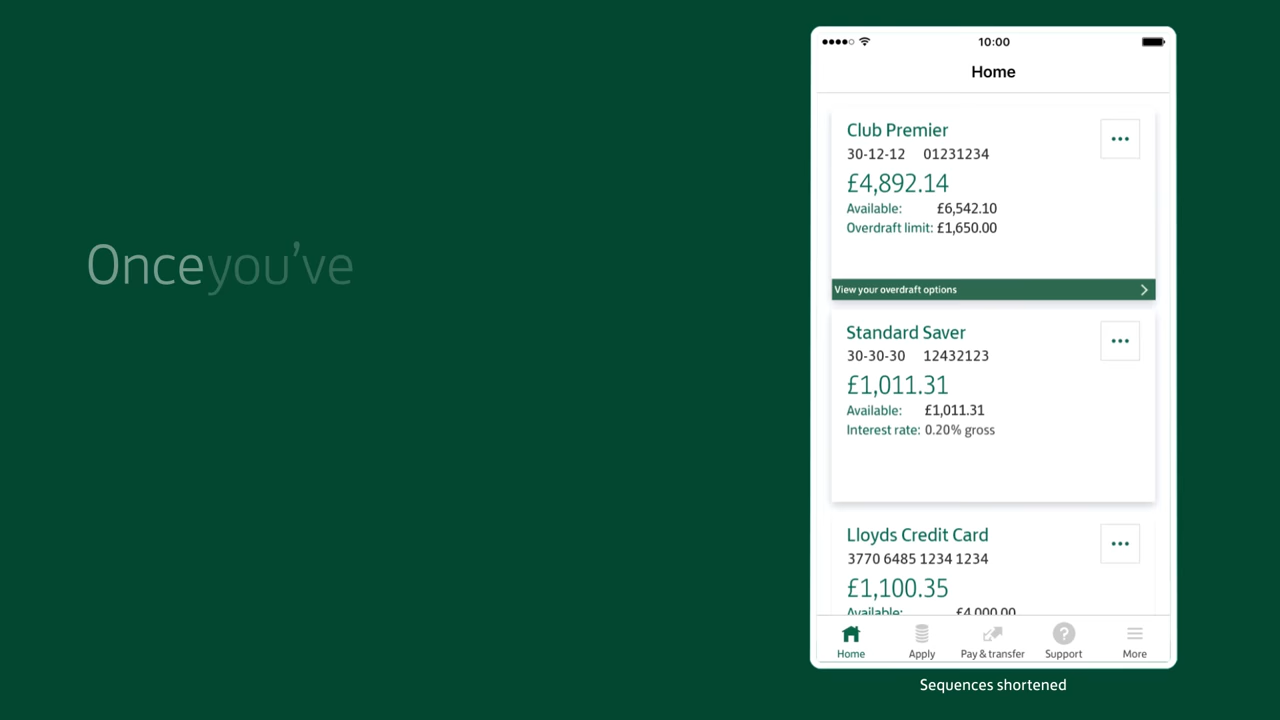 Once you've
10:00
Home
Club Premier
30-12-12 01231234
£4,892.14
Available: £6,542.10
Overdraft limit: £1,650.00
View your overdraft options
Standard Saver
30-30-30 12432123
£1,011.31
Available: £1,011.31
Interest rate: 0.20% gross
Lloyds Credit Card
3770 6485 1234 1234
£1,100.35
Available: £4,000.00
Home Apply Pay & transfer Support More
Sequences shortened